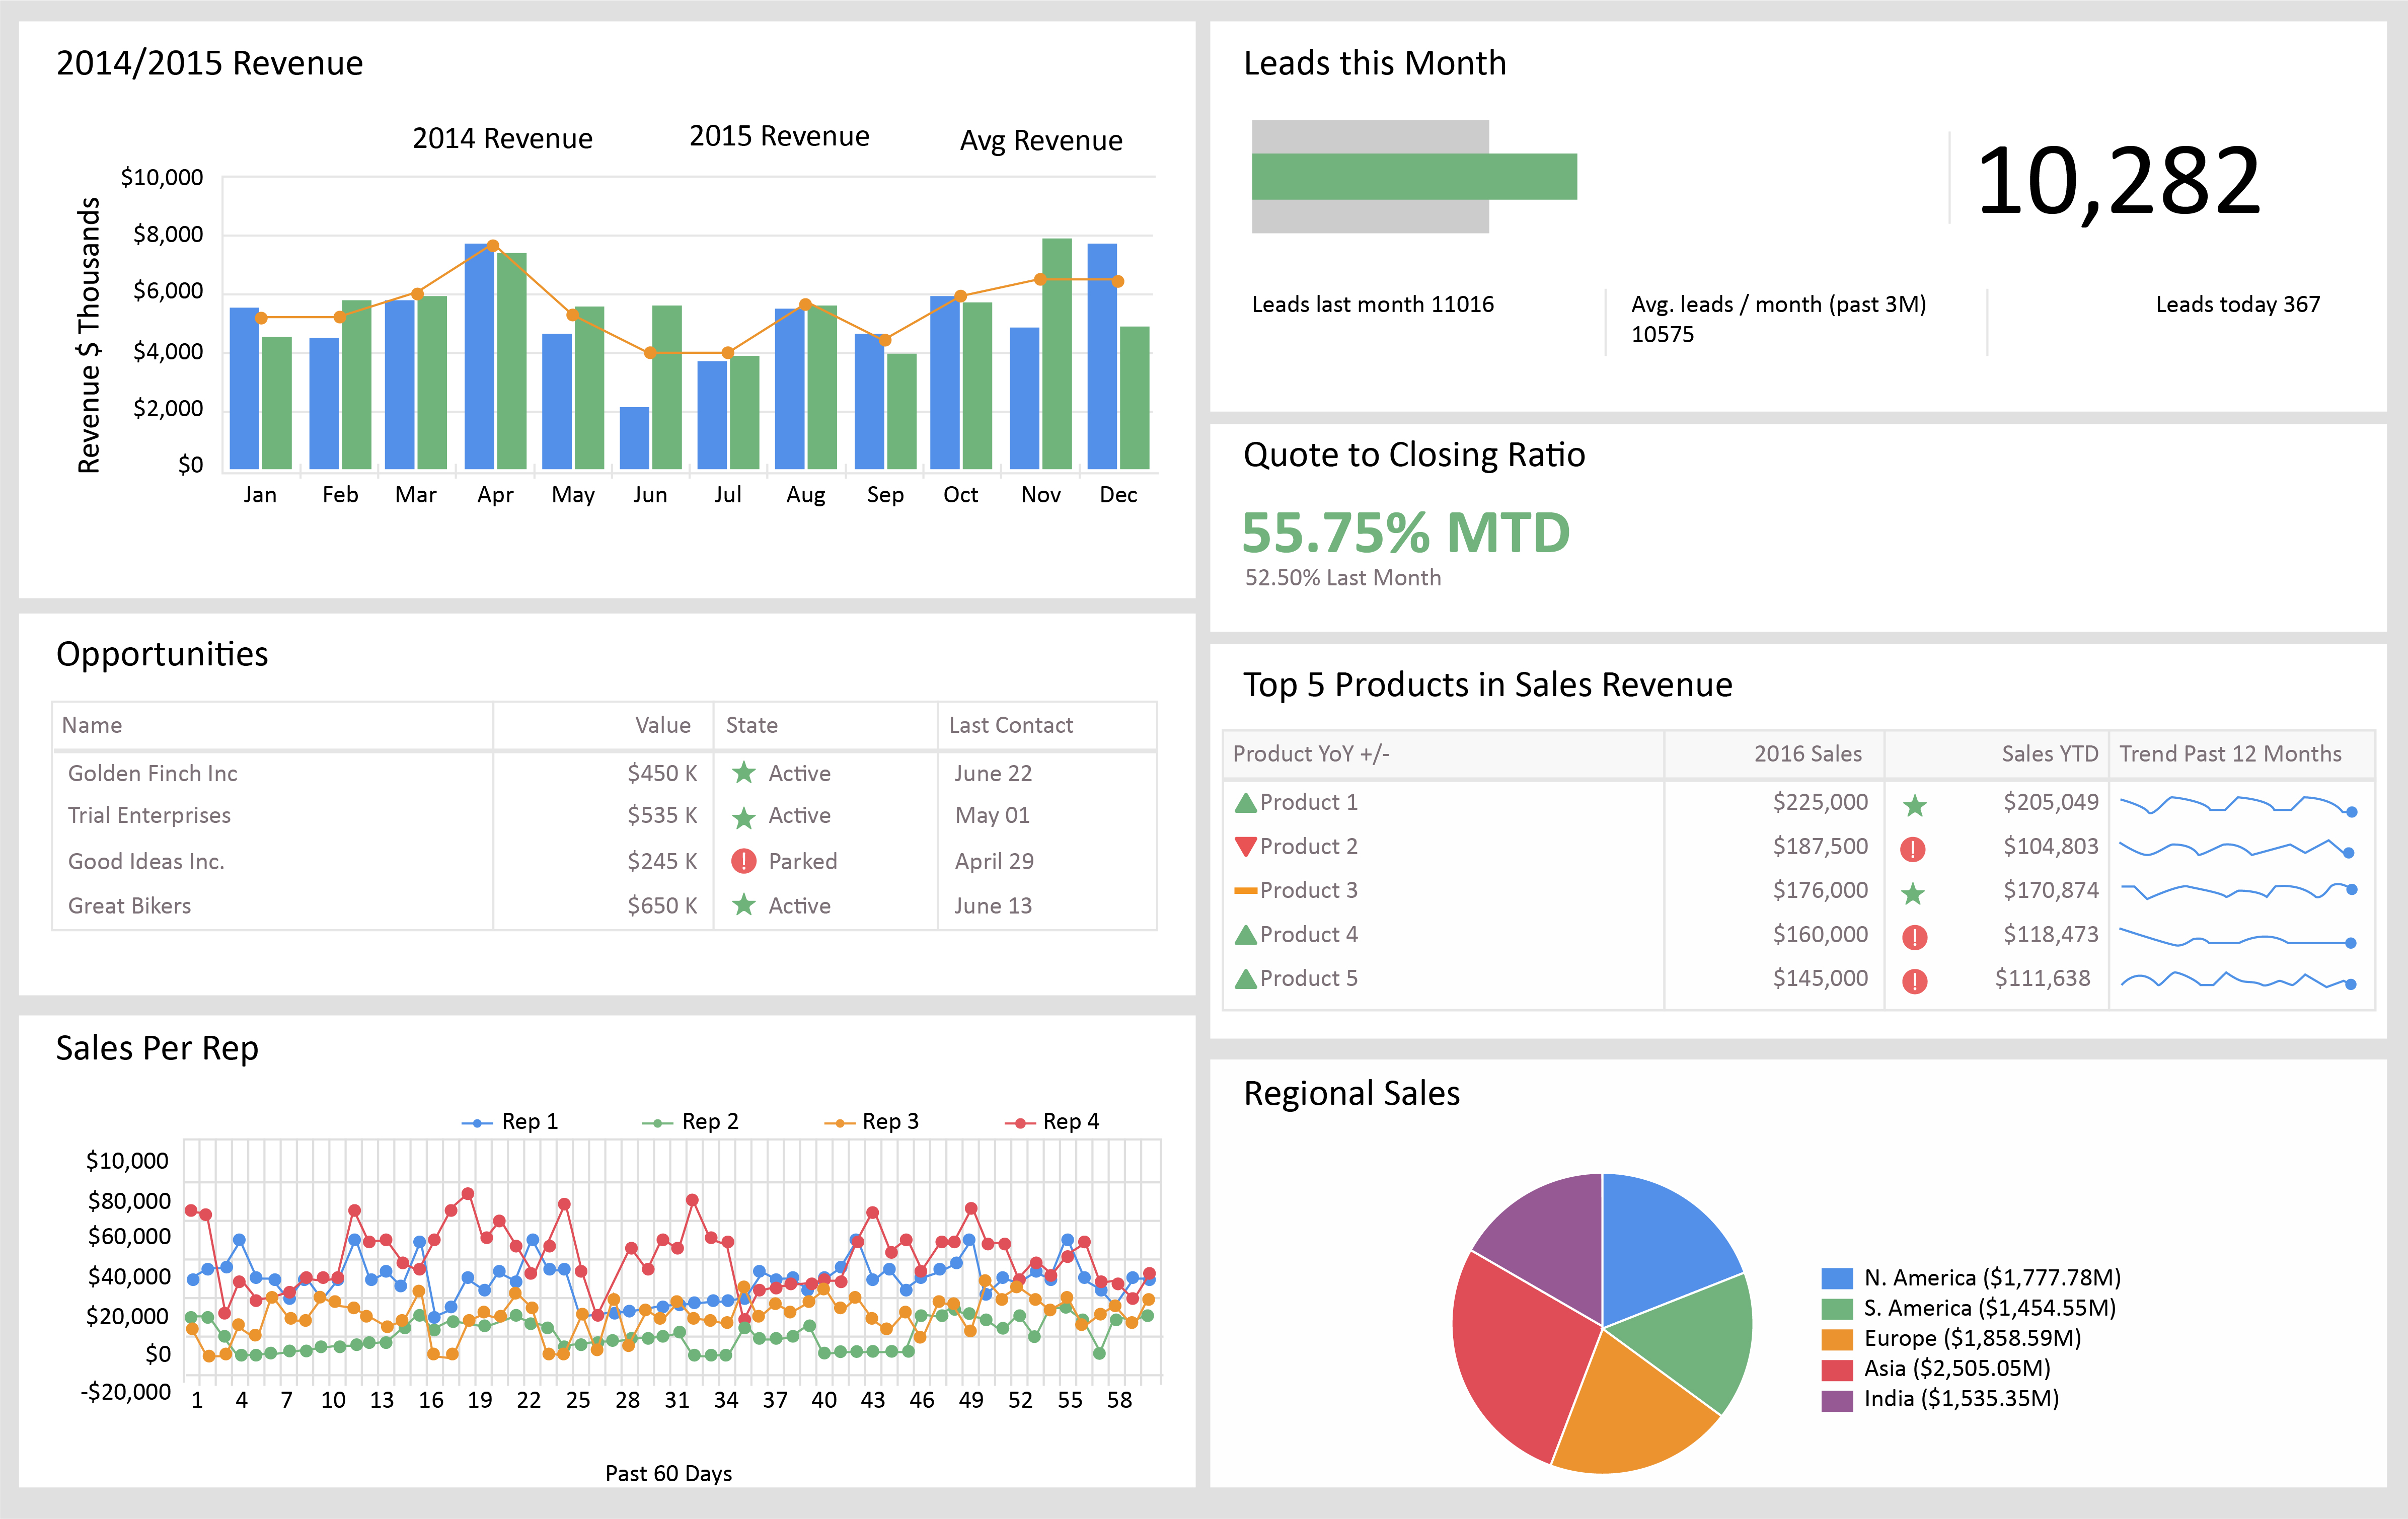 2014/2015 Revenue
2014 Revenue 2015 Revenue Avg Revenue
Revenue $ Thousands
$10,000
$8,000
$6,000
$4,000
$2,000
$0
Jan Feb Mar Apr May Jun Jul Aug Sep Oct Nov Dec
Leads this Month
10,282
Leads last month 11016
Avg. leads / month (past 3M)
10575
Leads today 367
Quote to Closing Ratio
55.75% MTD
52.50% Last Month
Opportunities
Name Value State Last Contact
Golden Finch Inc $450 K Active June 22
Trial Enterprises $535 K Active May 01
Good Ideas Inc. $245 K ! Parked April 29
Great Bikers $650 K Active June 13
Top 5 Products in Sales Revenue
Product YoY +/- 2016 Sales Sales YTD Trend Past 12 Months
Product 1 $225,000 $205,049
Product 2 $187,500 ! $104,803
Product 3 $176,000 $170,874
Product 4 $160,000 ! $118,473
Product 5 $145,000 ! $111,638
Sales Per Rep
Rep 1 Rep 2 Rep 3 Rep 4
$10,000
$80,000
$60,000
$40,000
$20,000
$0
-$20,000
1 4 7 10 13 16 19 22 25 28 31 34 37 40 43 46 49 52 55 58
Past 60 Days
Regional Sales
N. America ($1,777.78M)
S. America ($1,454.55M)
Europe ($1,858.59M)
Asia ($2,505.05M)
India ($1,535.35M)